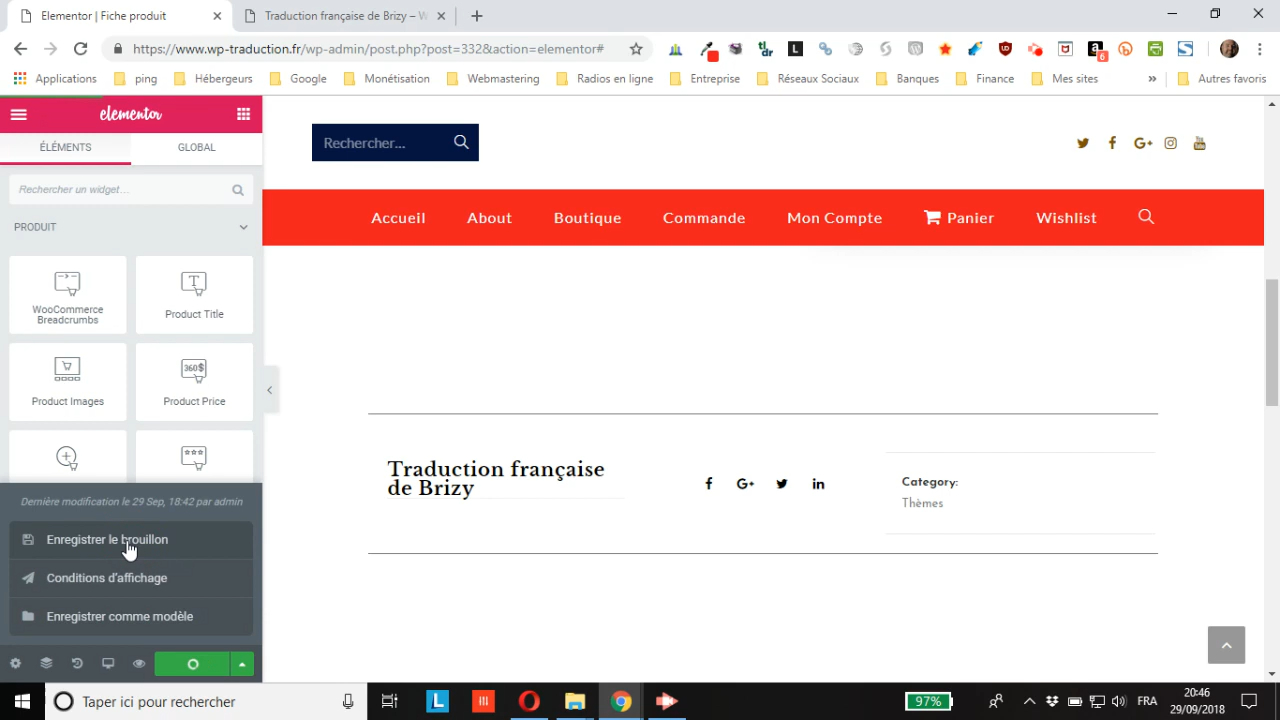 Elementor | Fiche produit
Traduction française de Brizy - W
https://www.wp-traduction.fr/wp-admin/post.php?post=332&action=elementor#
Applications
ping
Hébergeurs
Google
Monétisation
Webmastering
Radios en ligne
Entreprise
Réseaux Sociaux
Banques
Finance
Mes sites
»
Autres favoris
elementor
ÉLÉMENTS
GLOBAL
Rechercher un widget...
PRODUIT
WooCommerce
Breadcrumbs
Product Title
Product Images
360$
Product Price
Dernière modification le 29 Sep, 18:42 par admin
Enregistrer le brouillon
Conditions d'affichage
Enregistrer comme modèle
Rechercher...
Accueil
About
Boutique
Commande
Mon Compte
Panier
Wishlist
Traduction française
de Brizy
Category:
Thèmes
Taper ici pour rechercher
97%
FRA
20:46
29/09/2018